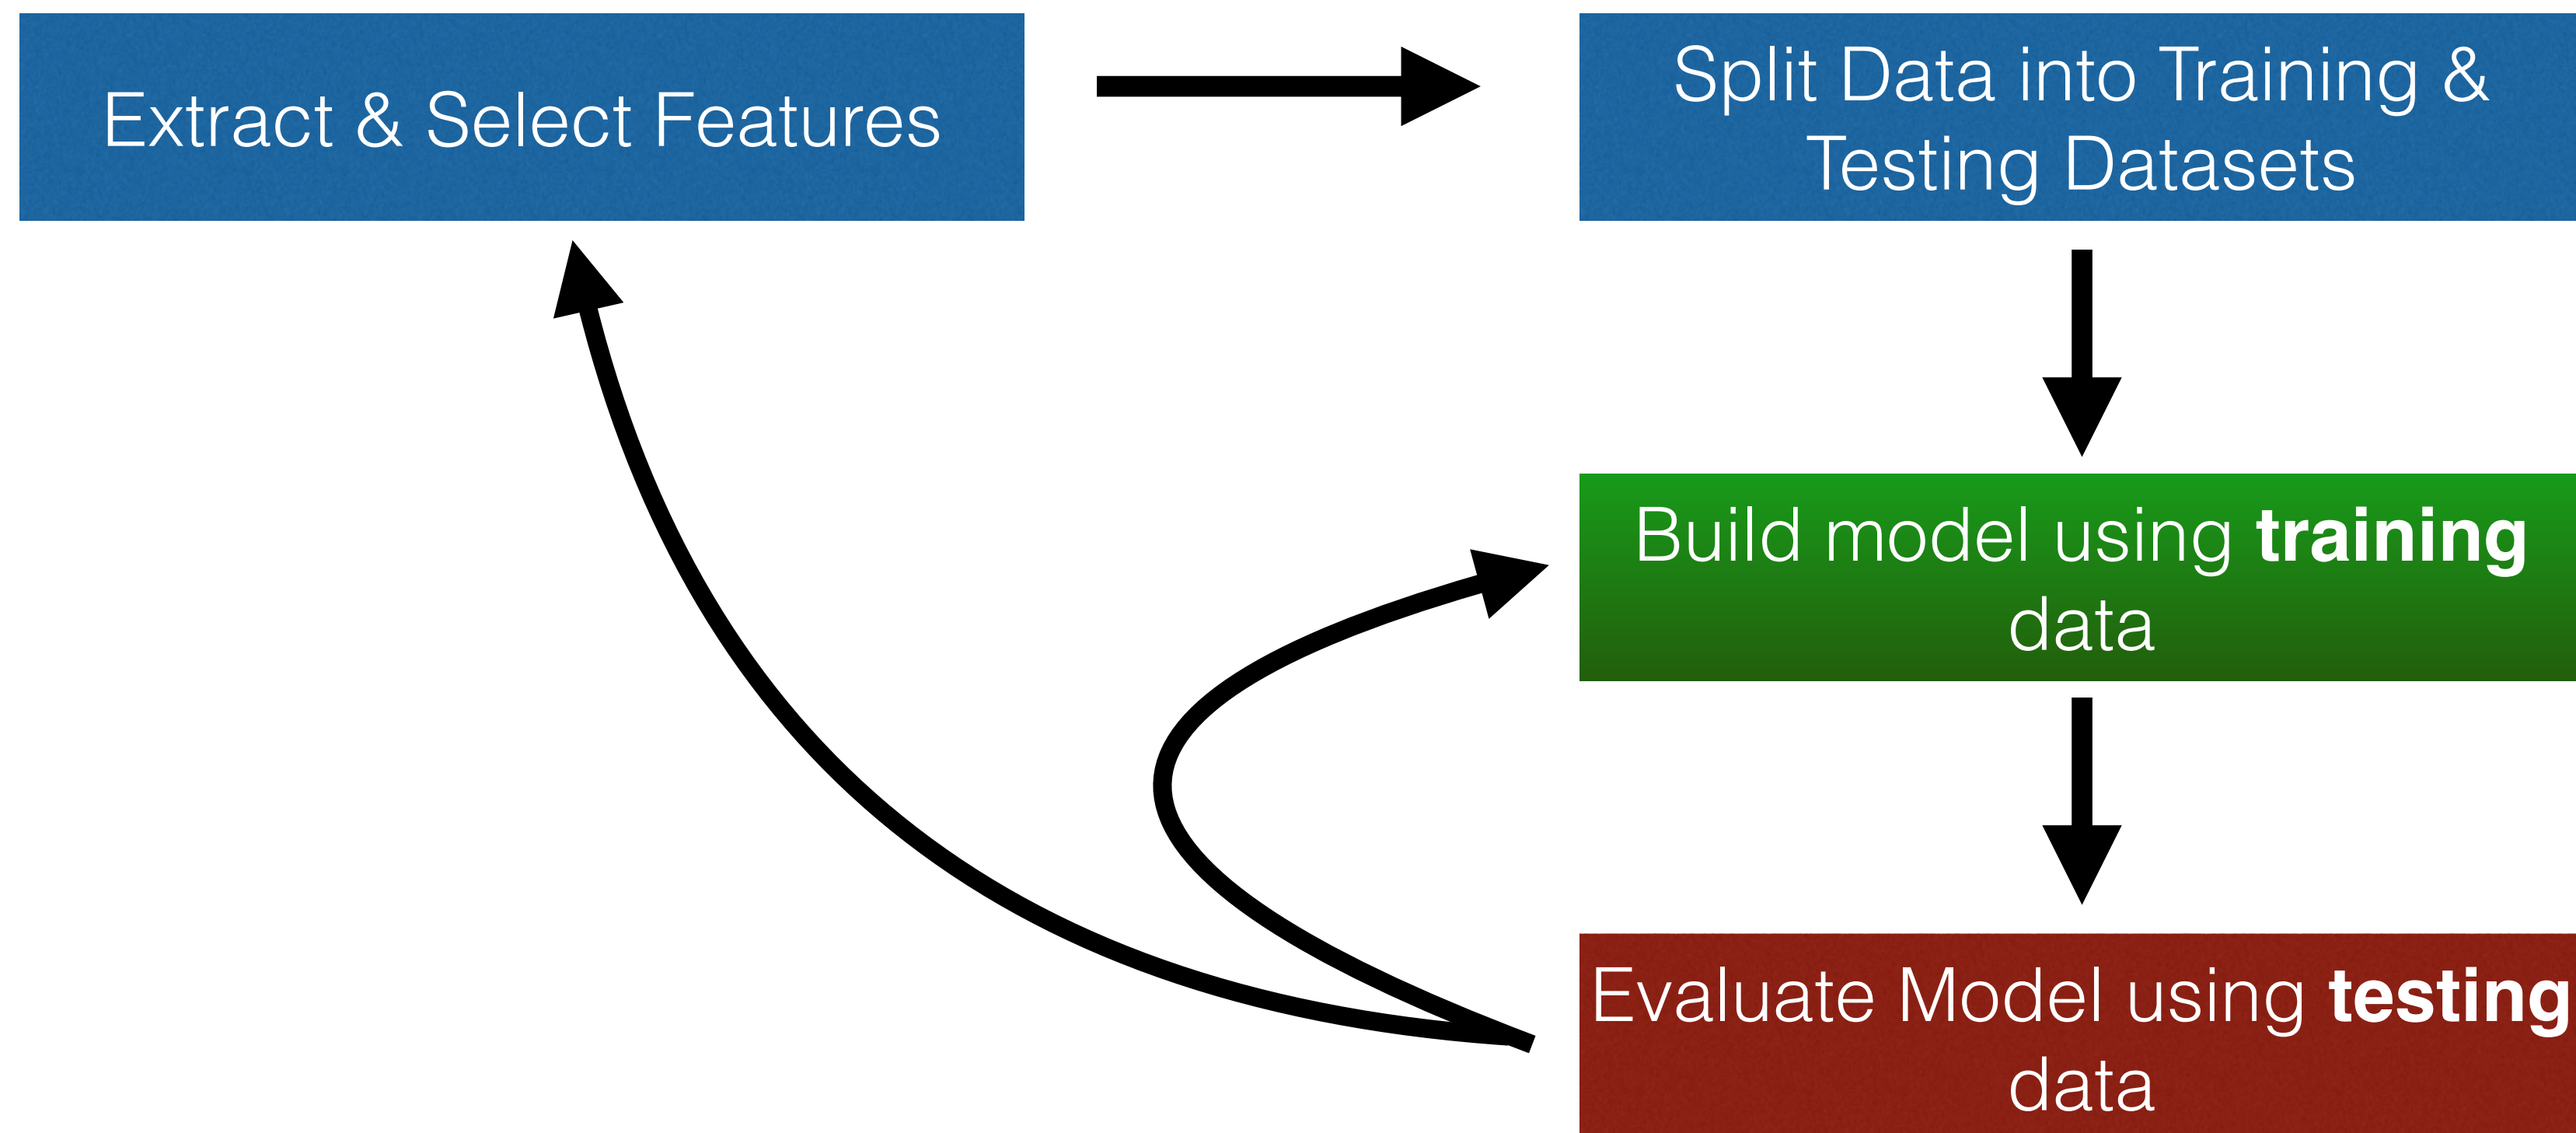 Extract & Select Features
Split Data into Training &
Testing Datasets
Build model using training
data
Evaluate Model using testing
data